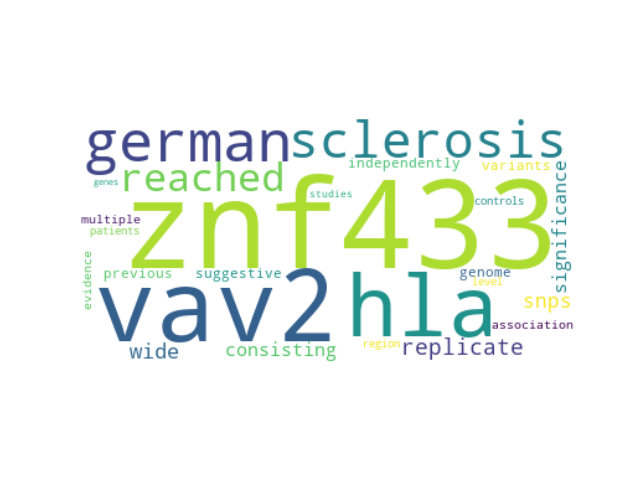 german sclerosis
reached independently variants
genes studies controls
znf433
multiple
patients
significance
evidence
previous suggestive genome
level
vav2 hla snps
association
wide consisting region replicate